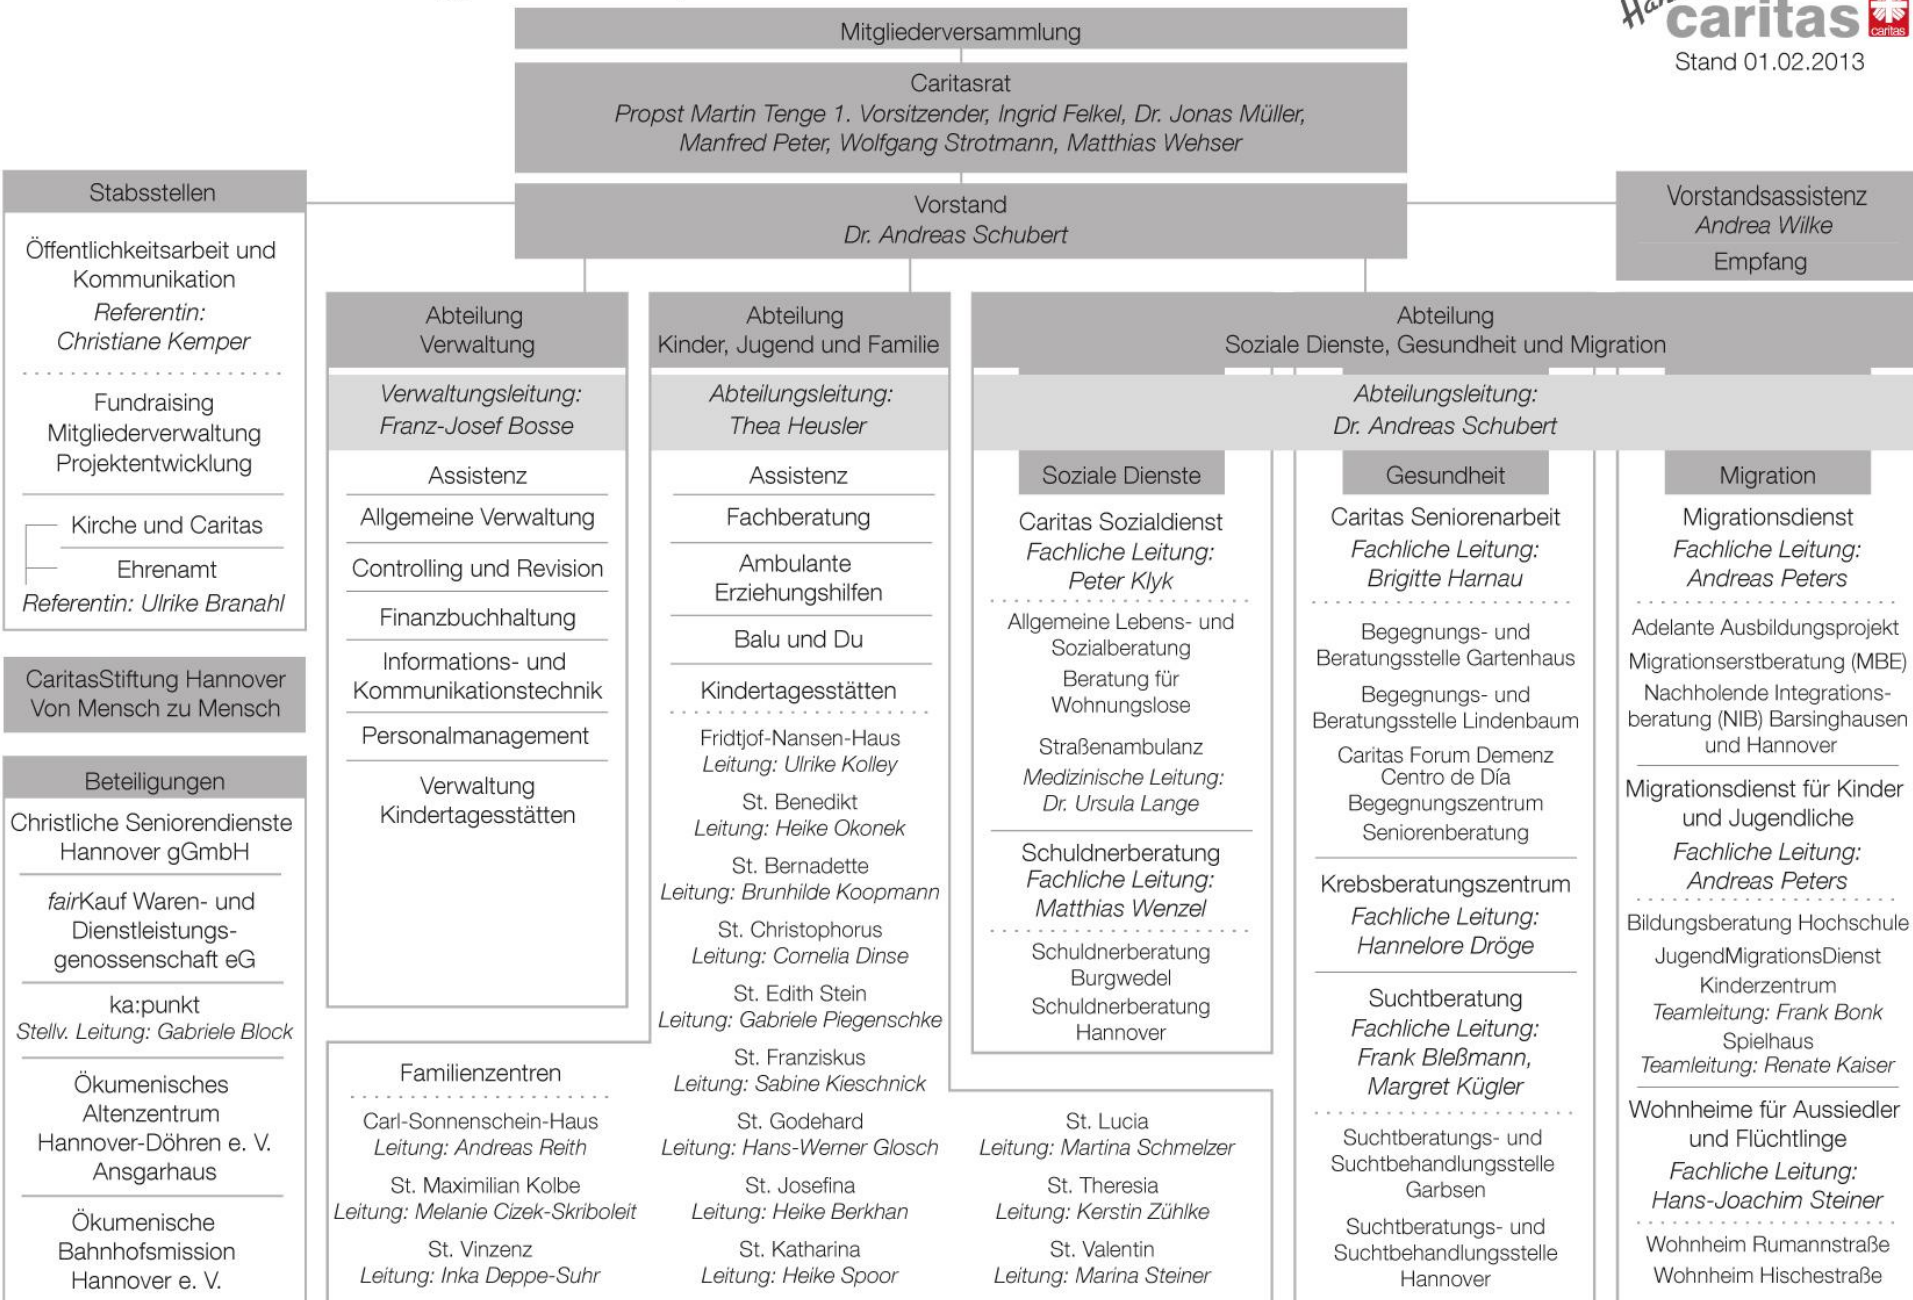 caritas
caritas
Stand 01.02.2013
Mitgliederversammlung
Caritasrat
Propst Martin Tenge 1. Vorsitzender, Ingrid Felkel, Dr. Jonas Müller,
Manfred Peter, Wolfgang Strotmann, Matthias Wehser
Vorstand
Dr. Andreas Schubert
Vorstandsassistenz
Andrea Wilke
Empfang
Stabsstellen
Öffentlichkeitsarbeit und
Kommunikation
Referentin:
Christiane Kemper
Fundraising
Mitgliederverwaltung
Projektentwicklung
Kirche und Caritas
Ehrenamt
Referentin: Ulrike Branahl
CaritasStiftung Hannover
Von Mensch zu Mensch
Beteiligungen
Christliche Seniorendienste
Hannover gGmbH
fairKauf Waren- und
Dienstleistungs-
genossenschaft eG
ka:punkt
Stellv. Leitung: Gabriele Block
Ökumenisches
Altenzentrum
Hannover-Döhren e. V.
Ansgarhaus
Ökumenische
Bahnhofsmission
Hannover e. V.
Abteilung
Verwaltung
Verwaltungsleitung:
Franz-Josef Bosse
Assistenz
Allgemeine Verwaltung
Controlling und Revision
Finanzbuchhaltung
Informations- und
Kommunikationstechnik
Personalmanagement
Verwaltung
Kindertagesstätten
Abteilung
Kinder, Jugend und Familie
Abteilungsleitung:
Thea Heusler
Assistenz
Fachberatung
Ambulante
Erziehungshilfen
Balu und Du
Kindertagesstätten
Fridtjof-Nansen-Haus
Leitung: Ulrike Kolley
St. Benedikt
Leitung: Heike Okonek
St. Bernadette
Leitung: Brunhilde Koopmann
St. Christophorus
Leitung: Cornelia Dinse
St. Edith Stein
Leitung: Gabriele Piegenschke
St. Franziskus
Leitung: Sabine Kieschnick
St. Godehard
Leitung: Hans-Werner Glosch
St. Josefina
Leitung: Heike Berkhan
St. Katharina
Leitung: Heike Spoor
St. Lucia
Leitung: Martina Schmelzer
St. Theresia
Leitung: Kerstin Zühlke
St. Valentin
Leitung: Marina Steiner
Familienzentren
Carl-Sonnenschein-Haus
Leitung: Andreas Reith
St. Maximilian Kolbe
Leitung: Melanie Cizek-Skriboleit
St. Vinzenz
Leitung: Inka Deppe-Suhr
Abteilung
Soziale Dienste, Gesundheit und Migration
Abteilungsleitung:
Dr. Andreas Schubert
Soziale Dienste
Caritas Sozialdienst
Fachliche Leitung:
Peter Klyk
Allgemeine Lebens- und
Sozialberatung
Beratung für
Wohnungslose
Straßenambulanz
Medizinische Leitung:
Dr. Ursula Lange
Schuldnerberatung
Fachliche Leitung:
Matthias Wenzel
Schuldnerberatung
Burgwedel
Schuldnerberatung
Hannover
Gesundheit
Caritas Seniorenarbeit
Fachliche Leitung:
Brigitte Harnau
Begegnungs- und
Beratungsstelle Gartenhaus
Begegnungs- und
Beratungsstelle Lindenbaum
Caritas Forum Demenz
Centro de Día
Begegnungszentrum
Seniorenberatung
Krebsberatungszentrum
Fachliche Leitung:
Hannelore Dröge
Suchtberatung
Fachliche Leitung:
Frank Bleßmann,
Margret Kügler
Suchtberatungs- und
Suchtbehandlungsstelle
Garbsen
Suchtberatungs- und
Suchtbehandlungsstelle
Hannover
Migration
Migrationsdienst
Fachliche Leitung:
Andreas Peters
Adelante Ausbildungsprojekt
Migrationserstberatung (MBE)
Nachholende Integrations-
beratung (NIB) Barsinghausen
und Hannover
Migrationsdienst für Kinder
und Jugendliche
Fachliche Leitung:
Andreas Peters
Bildungsberatung Hochschule
JugendMigrationsDienst
Kinderzentrum
Teamleitung: Frank Bonk
Spielhaus
Teamleitung: Renate Kaiser
Wohnheime für Aussiedler
und Flüchtlinge
Fachliche Leitung:
Hans-Joachim Steiner
Wohnheim Rumannstraße
Wohnheim Hischestraße